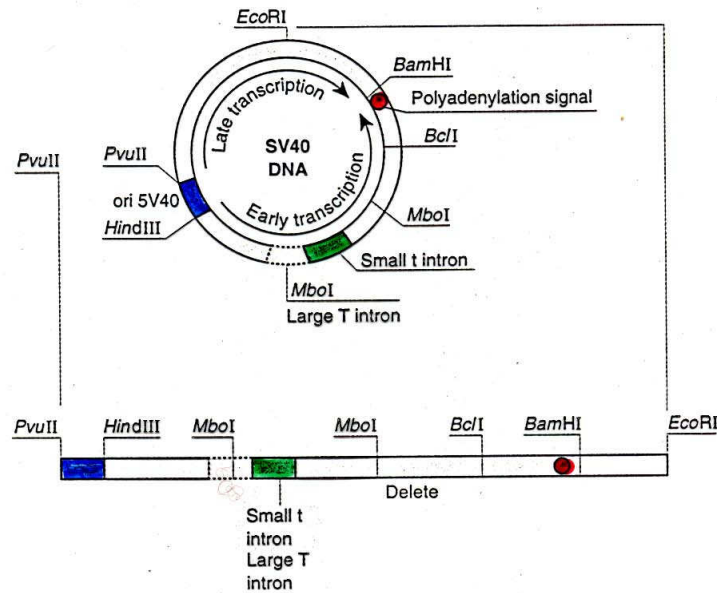 EcoRI
BamHI
Polyadenylation signal
Late transcription
SV40
DNA
Early transcription
BclI
PvuII
PvuII
ori 5V40
HindIII
MboI
Small t intron
MboI
Large T intron
PvuII
HindIII
MboI
MboI
BclI
BamHI
EcoRI
Delete
Small t
intron
Large T
intron